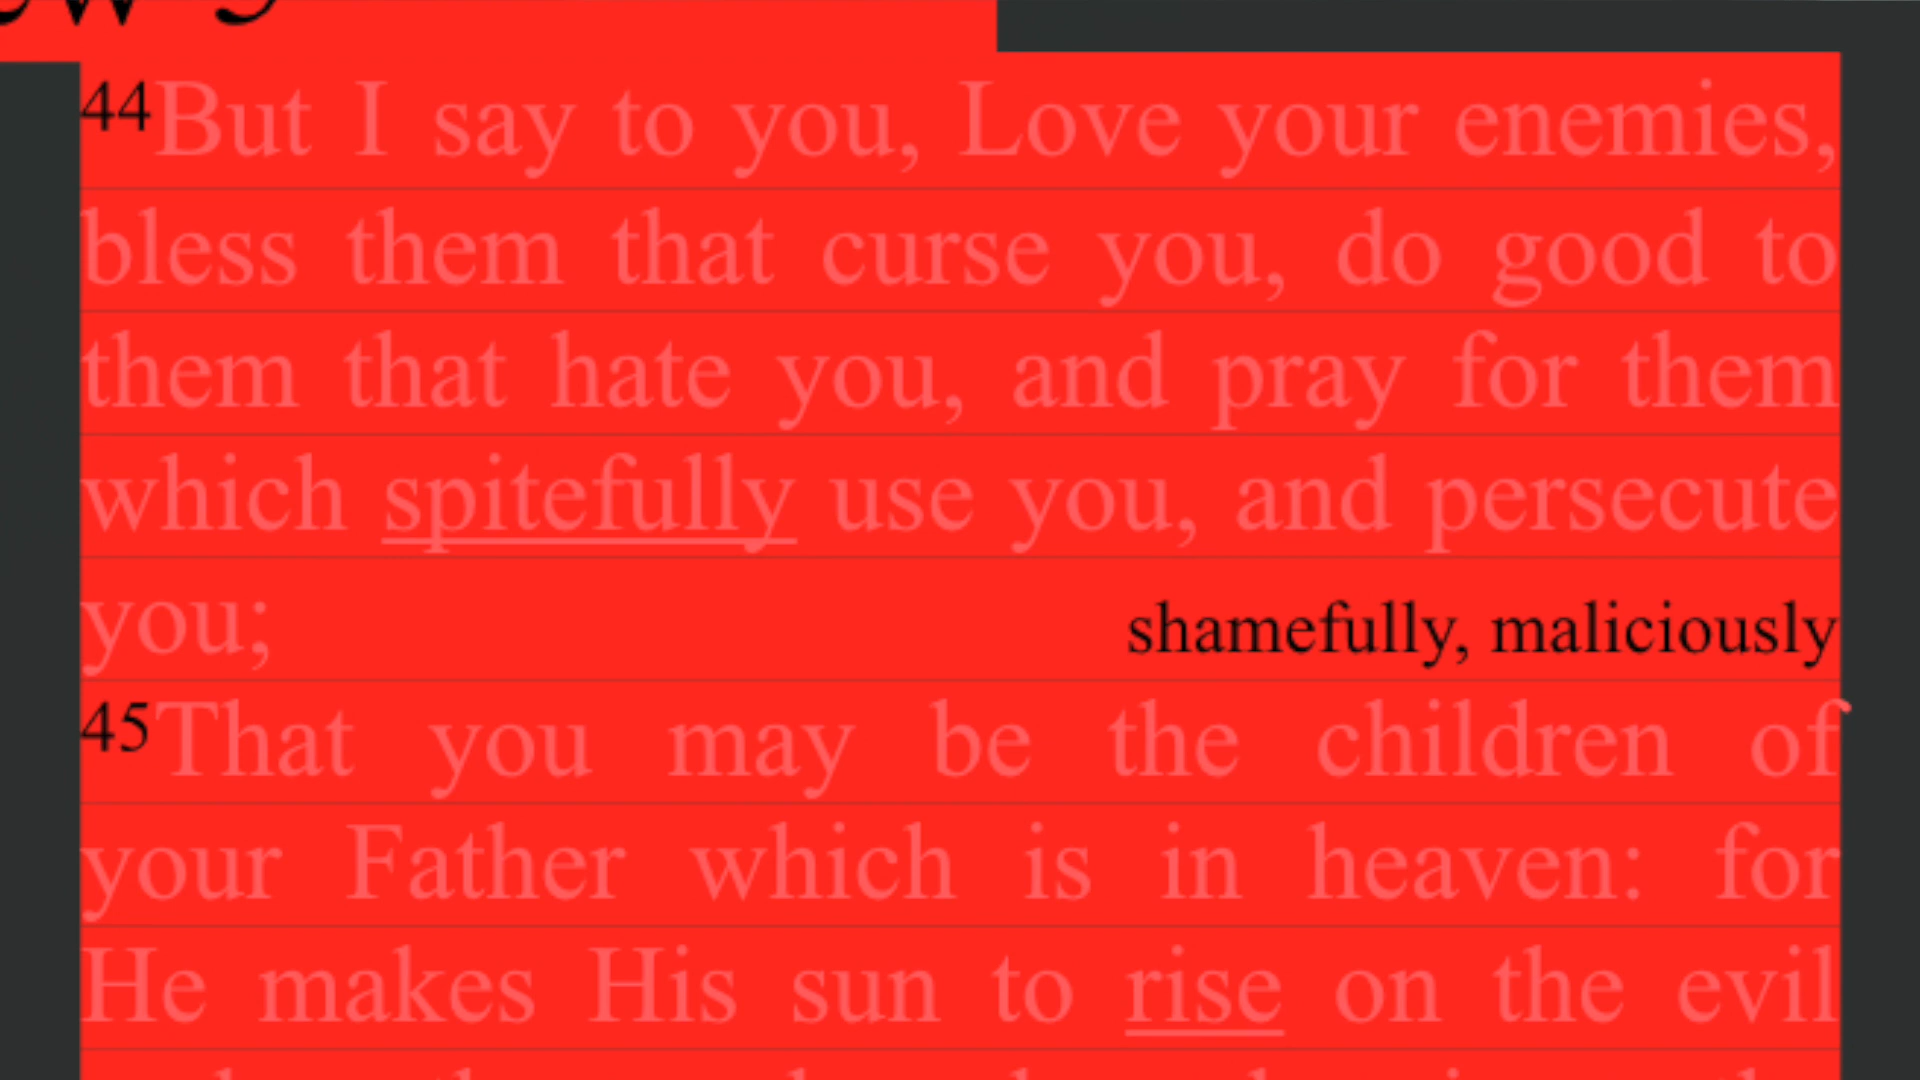 44But I say to you, Love your enemies,
bless them that curse you, do good to
them that hate you, and pray for them
which spitefully use you, and persecute
you; shamefully, maliciously
45That you may be the children of
your Father which is in heaven: for
He makes His sun to rise on the evil